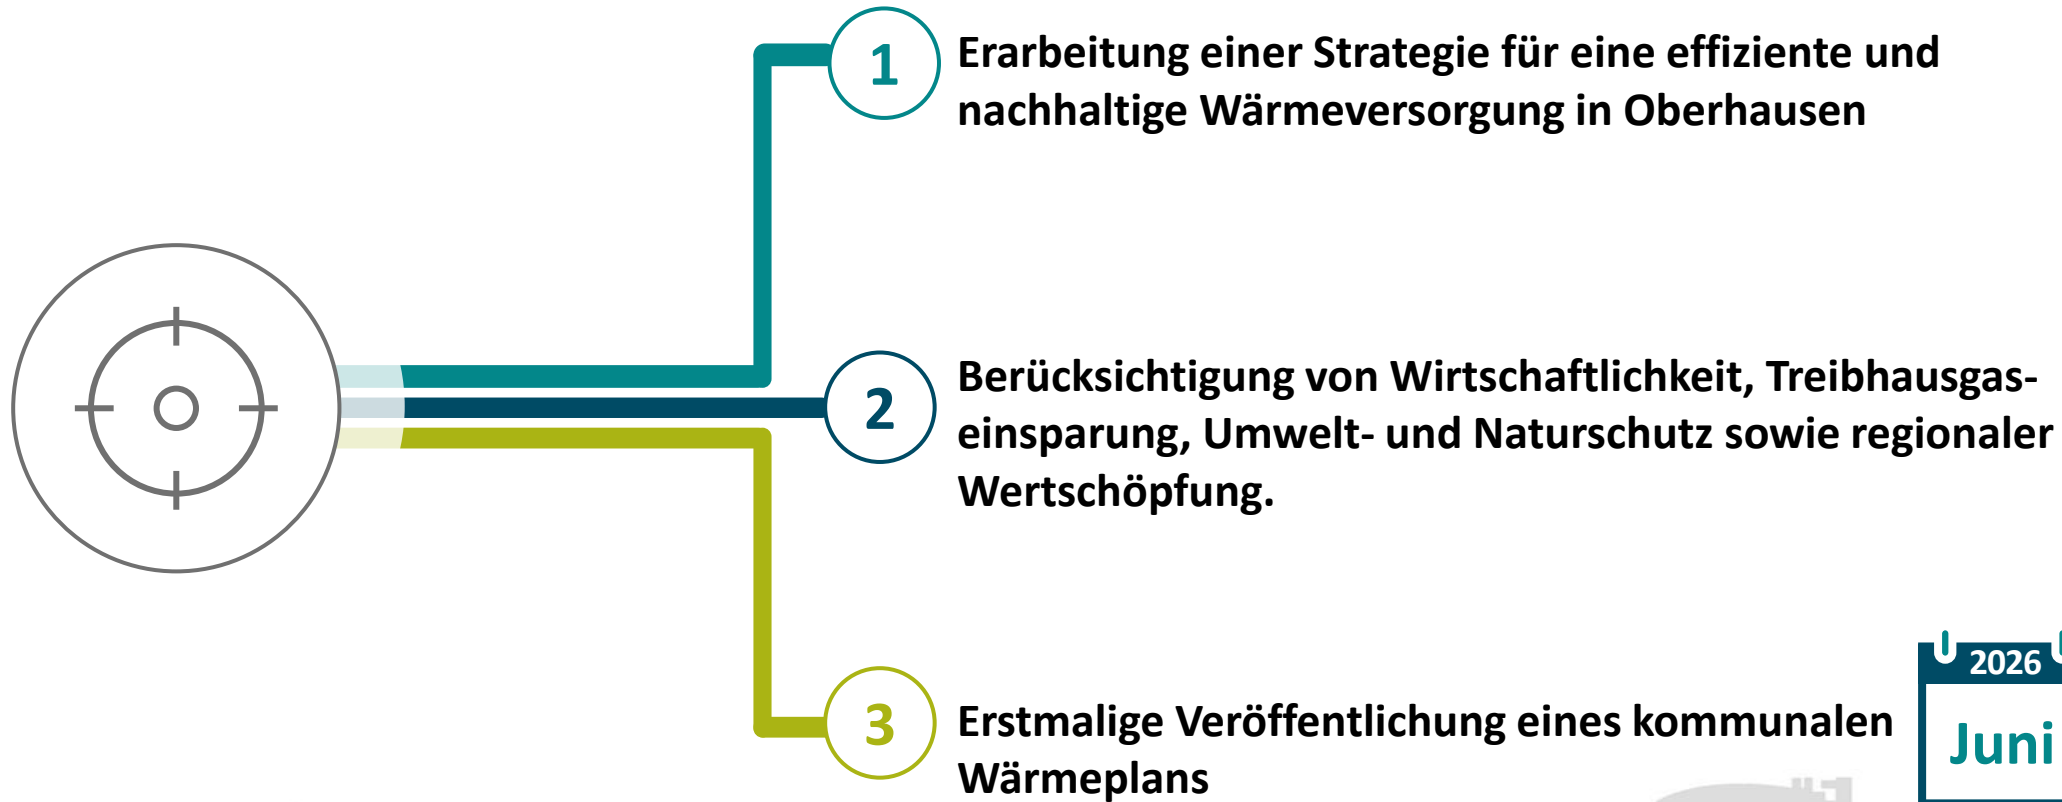 1
Erarbeitung einer Strategie für eine effiziente und
nachhaltige Wärmeversorgung in Oberhausen
2
Berücksichtigung von Wirtschaftlichkeit, Treibhausgas-
einsparung, Umwelt- und Naturschutz sowie regionaler
Wertschöpfung.
3
Erstmalige Veröffentlichung eines kommunalen
Wärmeplans
2026
Juni